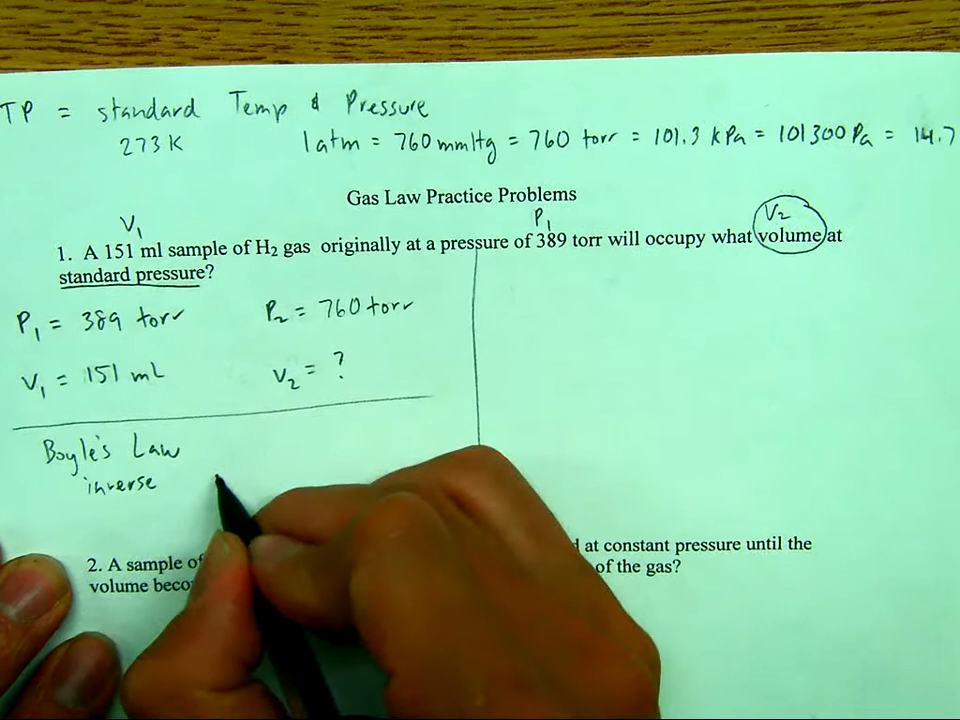 TP = standard Temp & Pressure
273 K 1 atm = 760 mmHg = 760 torr = 101.3 kPa = 101300 Pa = 14.7
Gas Law Practice Problems
V1 P1 V2
1. A 151 ml sample of H2 gas originally at a pressure of 389 torr will occupy what volume at
standard pressure?
P1 = 389 torr P2 = 760 torr
V1 = 151 mL V2 = ?
Boyle's Law
inverse
2. A sample of at constant pressure until the
volume beco of the gas?